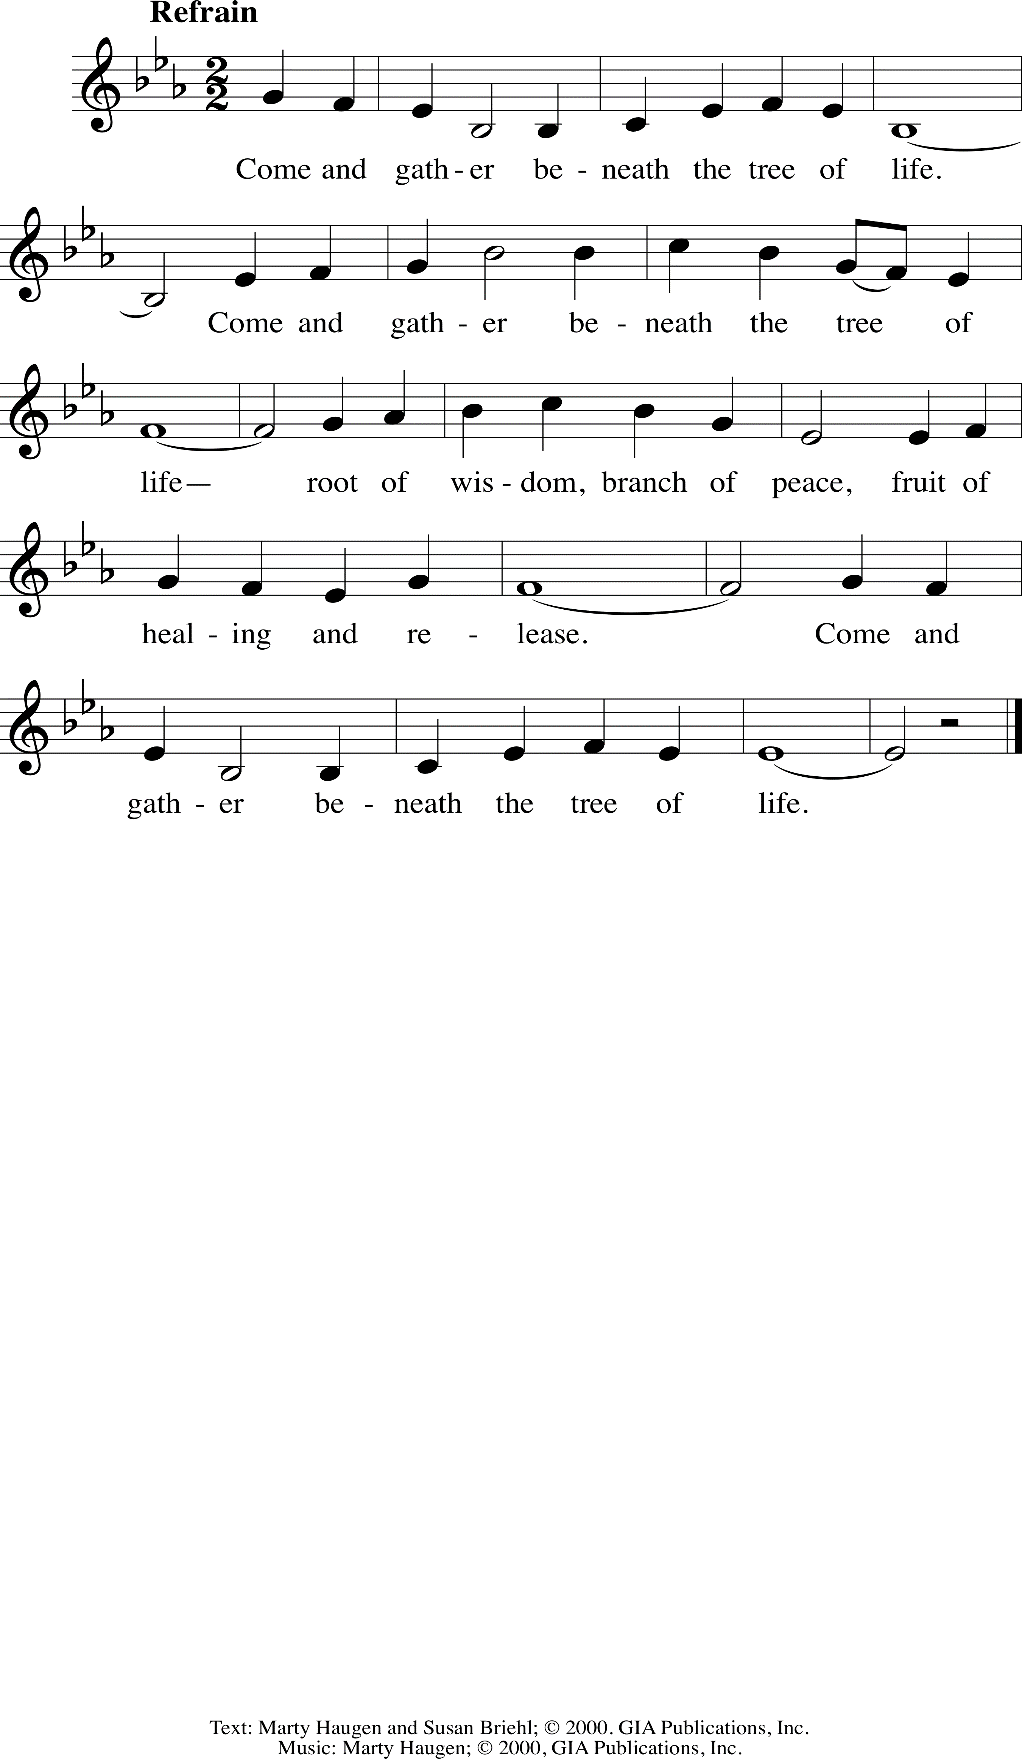 Refrain
2
2
Come and gath - er be - neath the tree of life.
Come and gath - er be - neath the tree of
life— root of wis - dom, branch of peace, fruit of
heal - ing and re - lease. Come and
gath - er be - neath the tree of life.
Text: Marty Haugen and Susan Briehl; © 2000. GIA Publications, Inc.
Music: Marty Haugen; © 2000, GIA Publications, Inc.